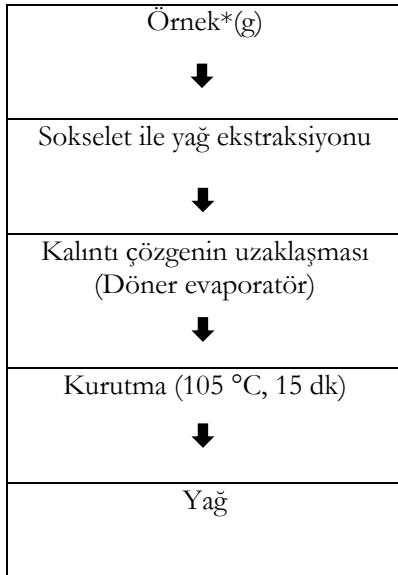 Örnek*(g)
Sokselet ile yağ ekstraksiyonu
Kalıntı çözgenin uzaklaşması
(Döner evaporatör)
Kurutma (105 °C, 15 dk)
Yağ